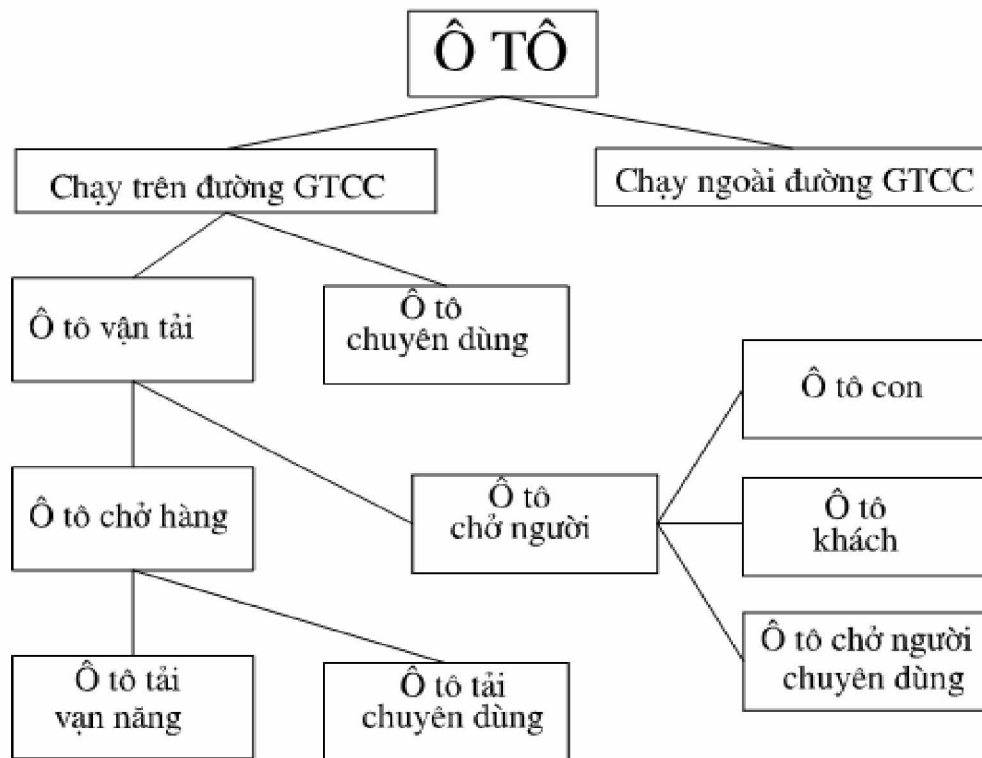 Ô TÔ
Chạy trên đường GTCC
Chạy ngoài đường GTCC
Ô tô vận tải
Ô tô
chuyên dùng
Ô tô con
Ô tô chở hàng
Ô tô
chở người
Ô tô
khách
Ô tô chở người
chuyên dùng
Ô tô tải
vạn năng
Ô tô tải
chuyên dùng